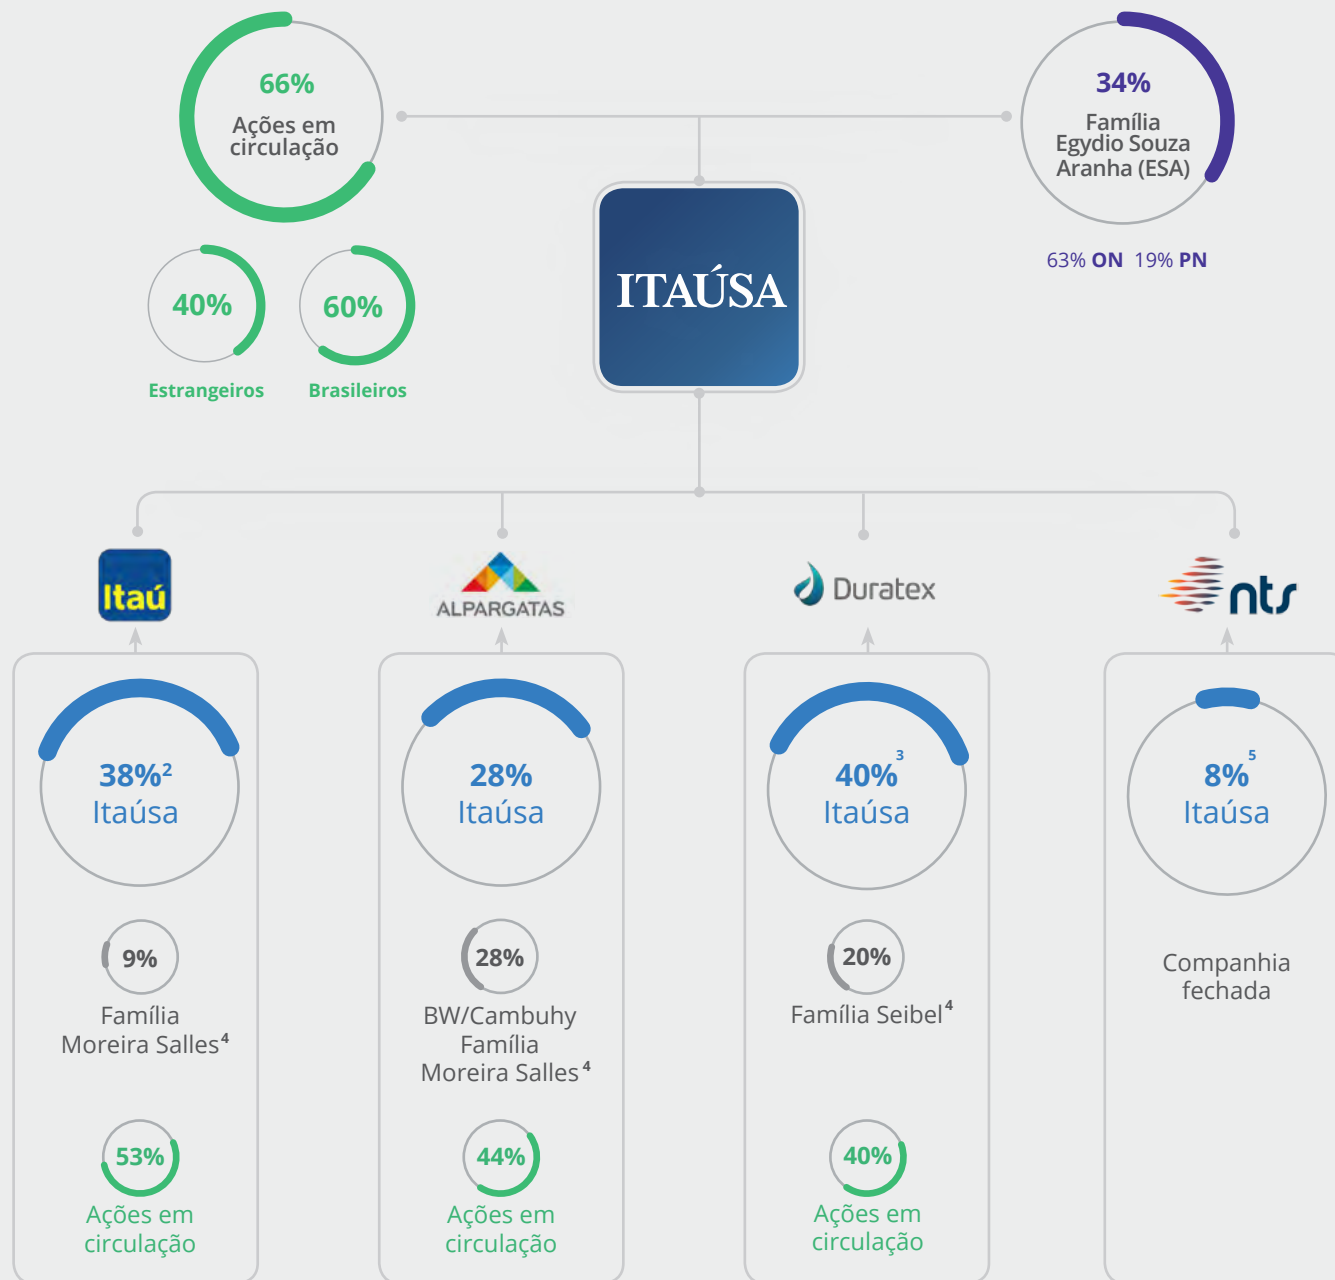 66%
Ações em
circulação
34%
Família
Egydio Souza
Aranha (ESA)
63% ON 19% PN
40%
Estrangeiros
60%
Brasileiros
ITAÚSA
Itaú
ALPARGATAS
Duratex
nts
38%²
Itaúsa
9%
Família
Moreira Salles⁴
53%
Ações em
circulação
28%
Itaúsa
28%
BW/Cambuhy
Família
Moreira Salles⁴
44%
Ações em
circulação
40%³
Itaúsa
20%
Família Seibel⁴
40%
Ações em
circulação
8%⁵
Itaúsa
Companhia
fechada